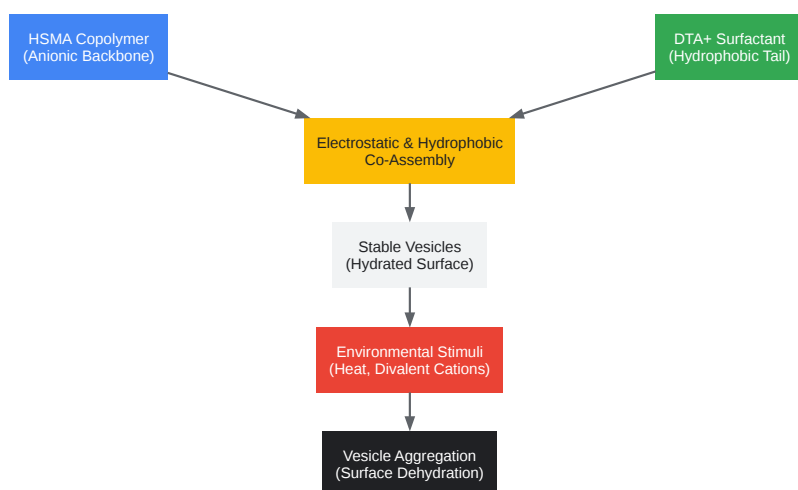 HSMA Copolymer
(Anionic Backbone)
DTA+ Surfactant
(Hydrophobic Tail)
Electrostatic & Hydrophobic
Co-Assembly
Stable Vesicles
(Hydrated Surface)
Environmental Stimuli
(Heat, Divalent Cations)
Vesicle Aggregation
(Surface Dehydration)